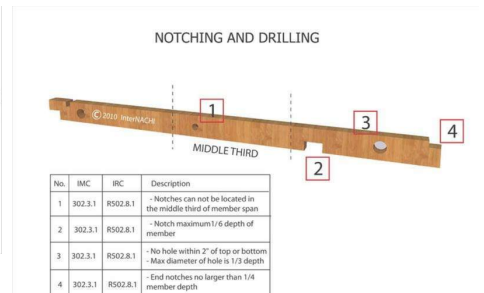 NOTCHING AND DRILLING
1
3
4
© 2010 InterNACHI
MIDDLE THIRD
2
No. IMC IRC Description
1 302.3.1 R502.8.1 - Notches can not be located in
the middle third of member span
2 302.3.1 R502.8.1 - Notch maximum1/6 depth of
member
3 302.3.1 R502.8.1 - No hole within 2" of top or bottom
- Max diameter of hole is 1/3 depth
4 302.3.1 R502.8.1 - End notches no larger than 1/4
member depth